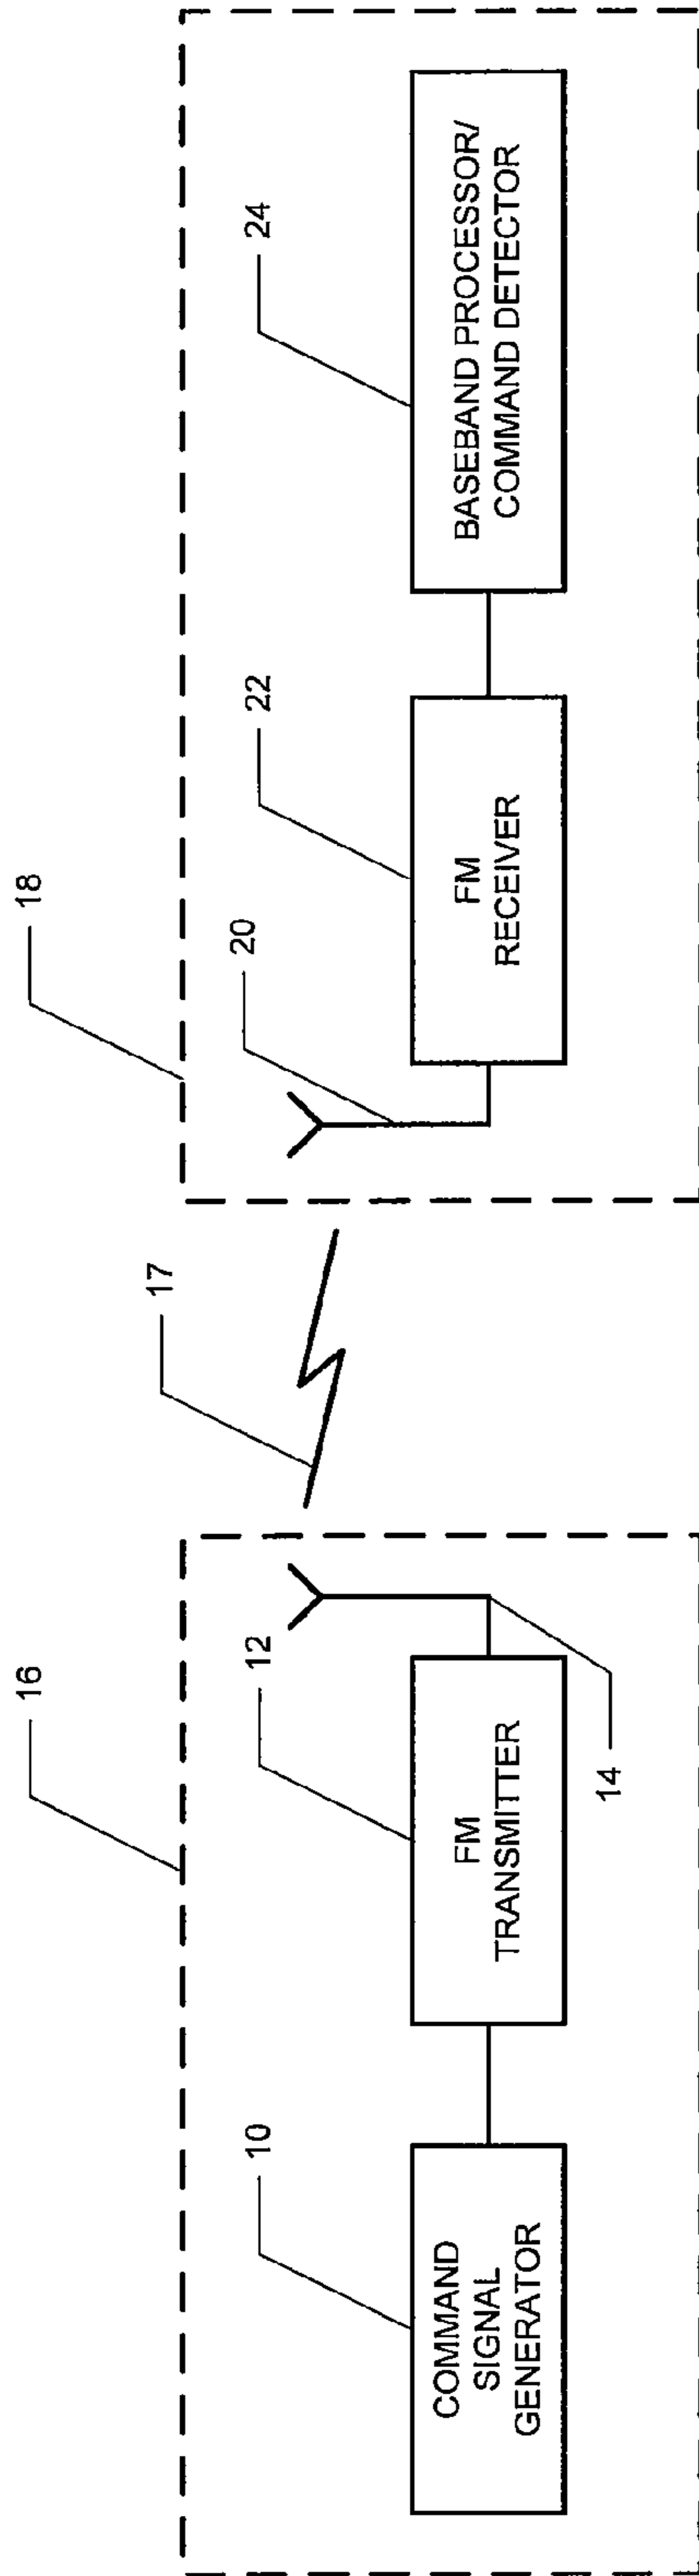 16
10
COMMAND
SIGNAL
GENERATOR
12
FM
TRANSMITTER
14
17
18
20
22
FM
RECEIVER
24
BASEBAND PROCESSOR/
COMMAND DETECTOR